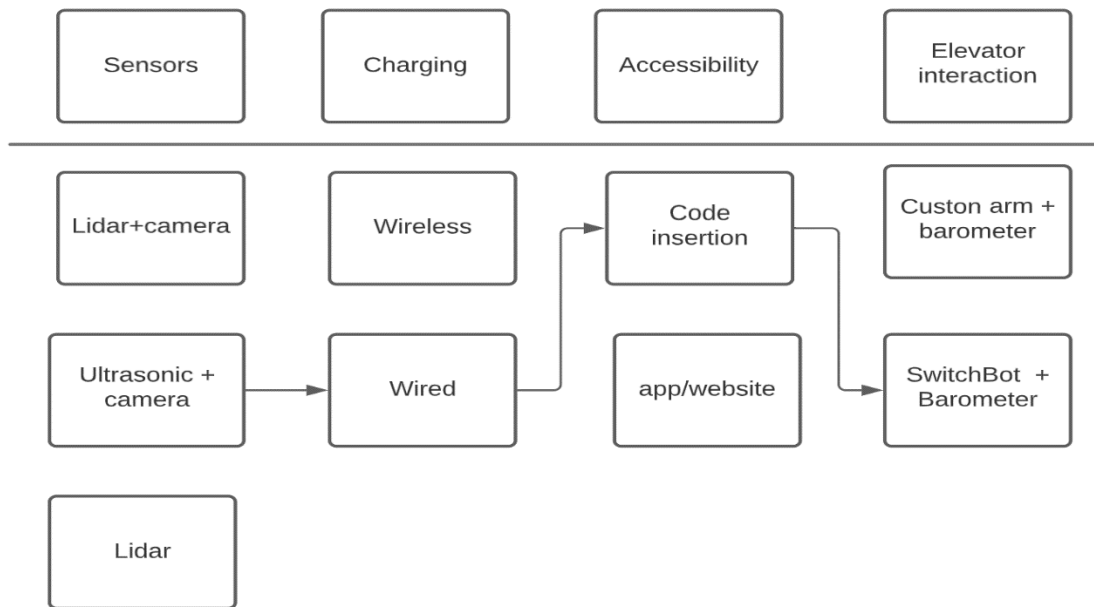 Sensors
Charging
Accessibility
Elevator
interaction
Lidar+camera
Wireless
Code
insertion
Custon arm +
barometer
Ultrasonic +
camera
Wired
app/website
SwitchBot +
Barometer
Lidar